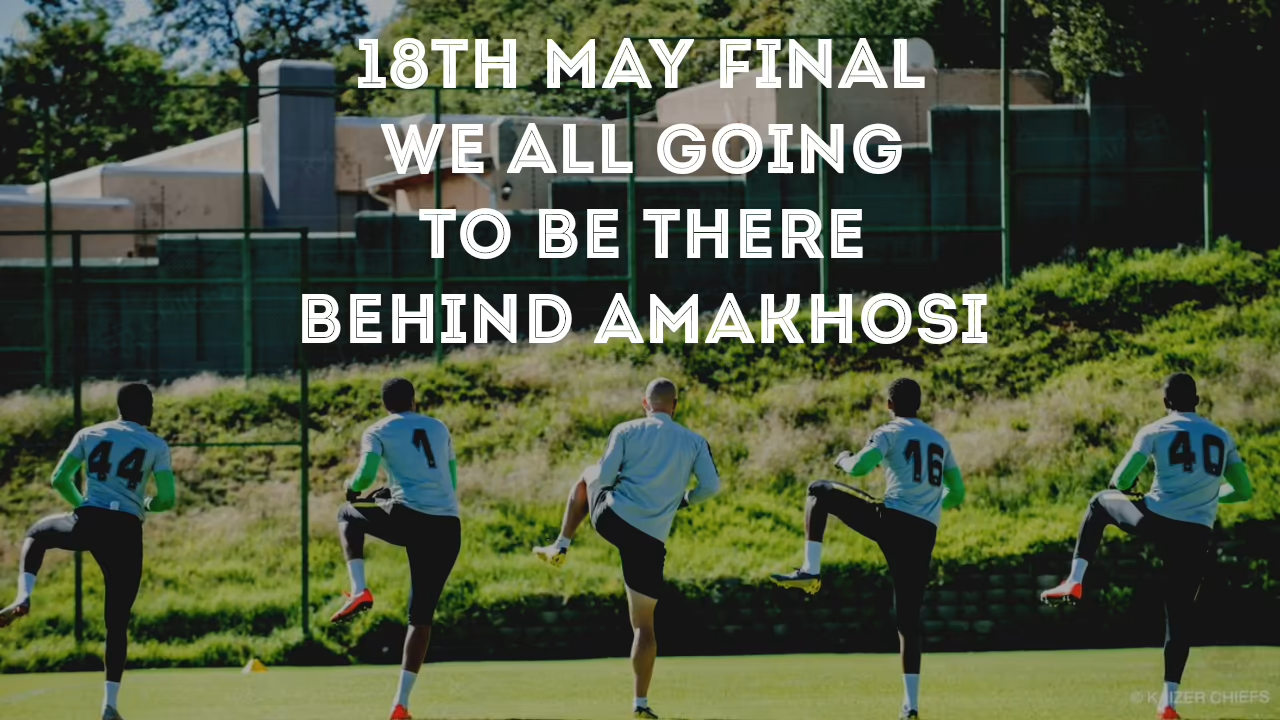 18TH MAY FINAL
WE ALL GOING
TO BE THERE
BEHIND AMAKHOSI
44
1
16
40
© KAIZER CHIEFS